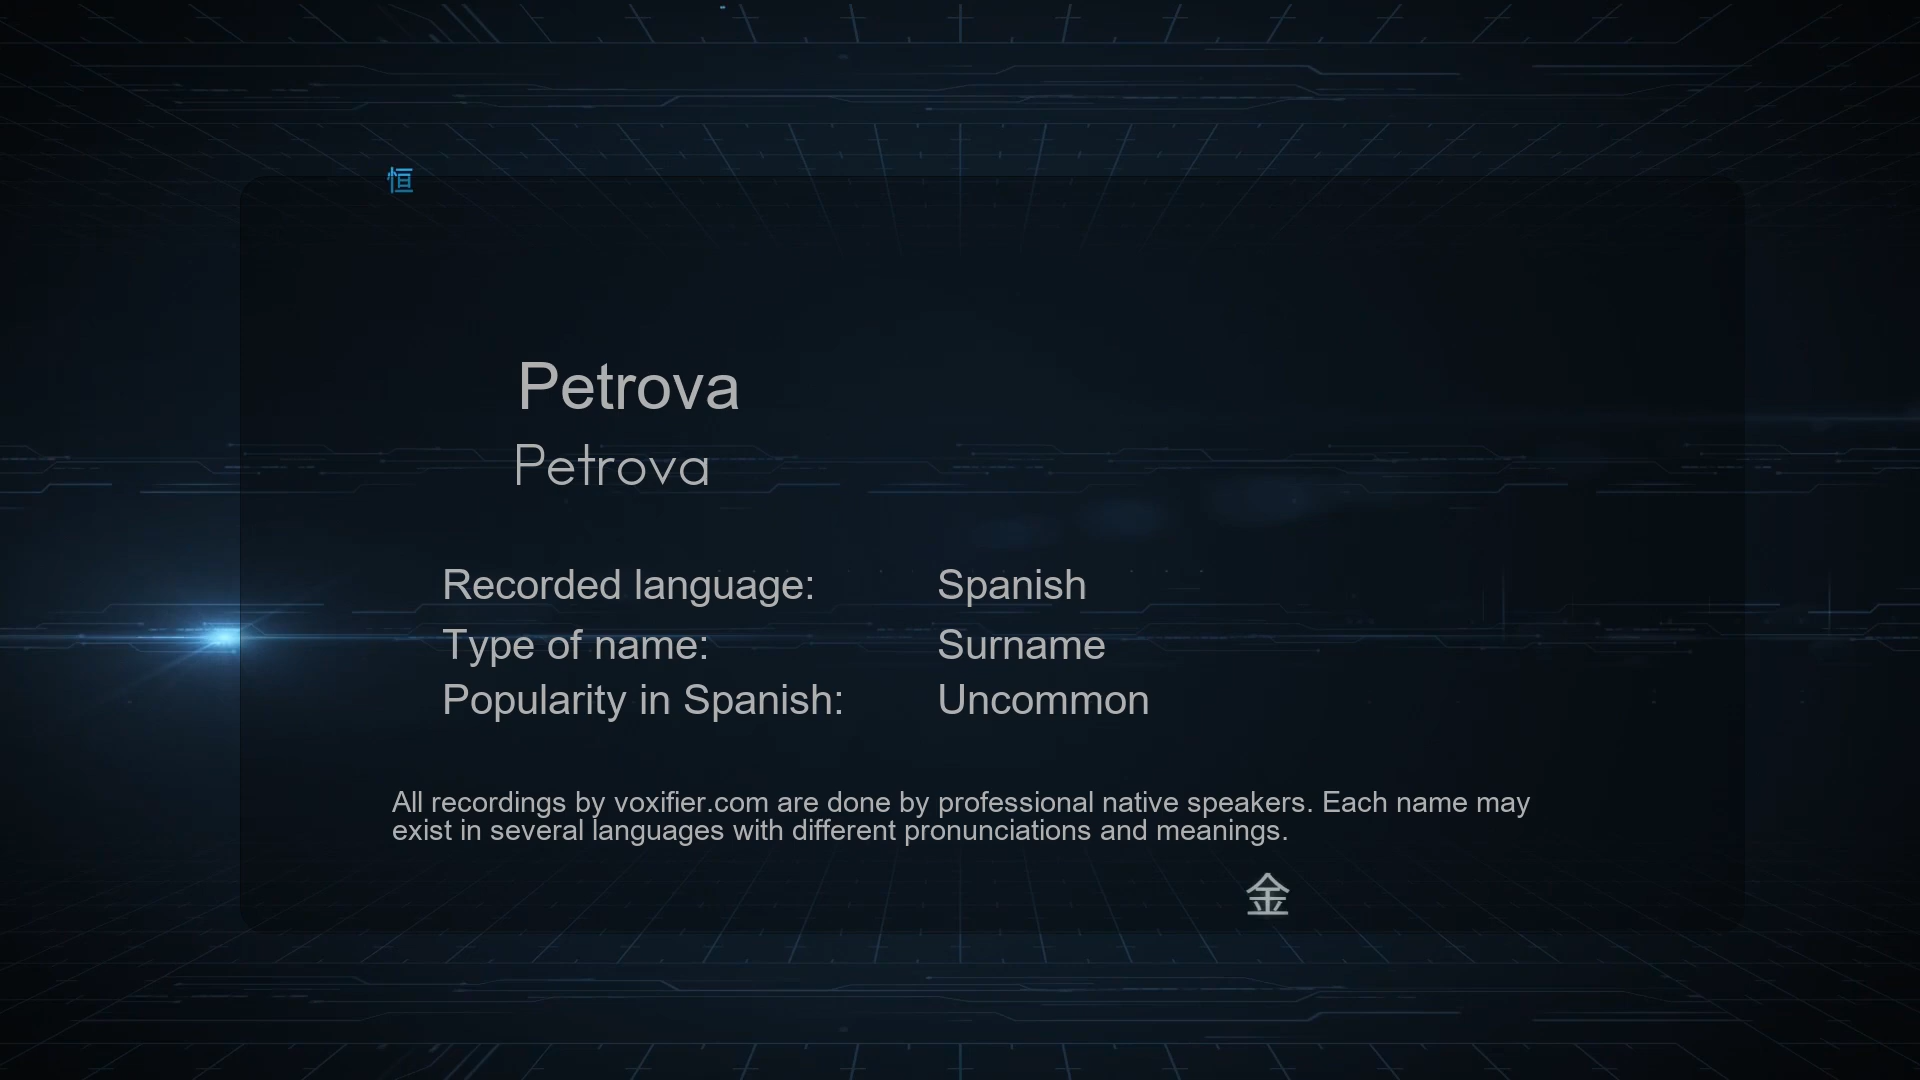 恒
Petrova
Petrova
Recorded language: Spanish
Type of name: Surname
Popularity in Spanish: Uncommon
All recordings by voxifier.com are done by professional native speakers. Each name may
exist in several languages with different pronunciations and meanings.
金